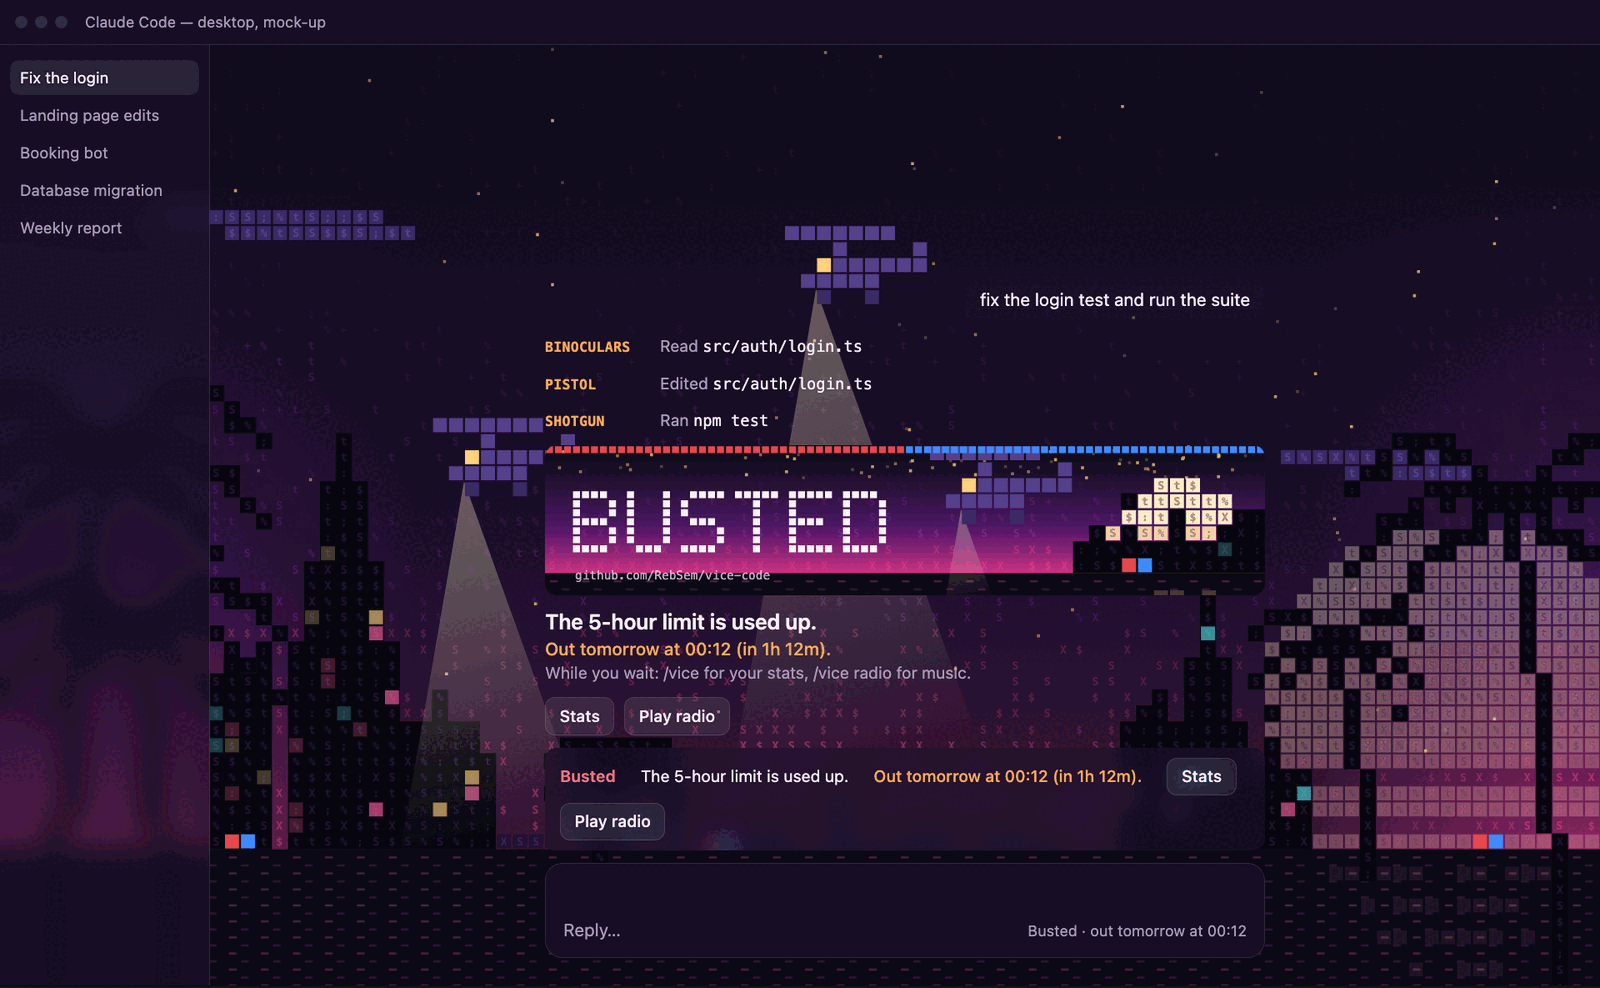 Claude Code — desktop, mock-up
Fix the login
Landing page edits
Booking bot
Database migration
Weekly report
fix the login test and run the suite
BINOCULARS Read src/auth/login.ts
PISTOL Edited src/auth/login.ts
SHOTGUN Ran npm test
BUSTED
github.com/RebSem/vice-code
The 5-hour limit is used up.
Out tomorrow at 00:12 (in 1h 12m).
While you wait: /vice for your stats, /vice radio for music.
Stats Play radio
Busted The 5-hour limit is used up. Out tomorrow at 00:12 (in 1h 12m). Stats
Play radio
Reply...
Busted · out tomorrow at 00:12